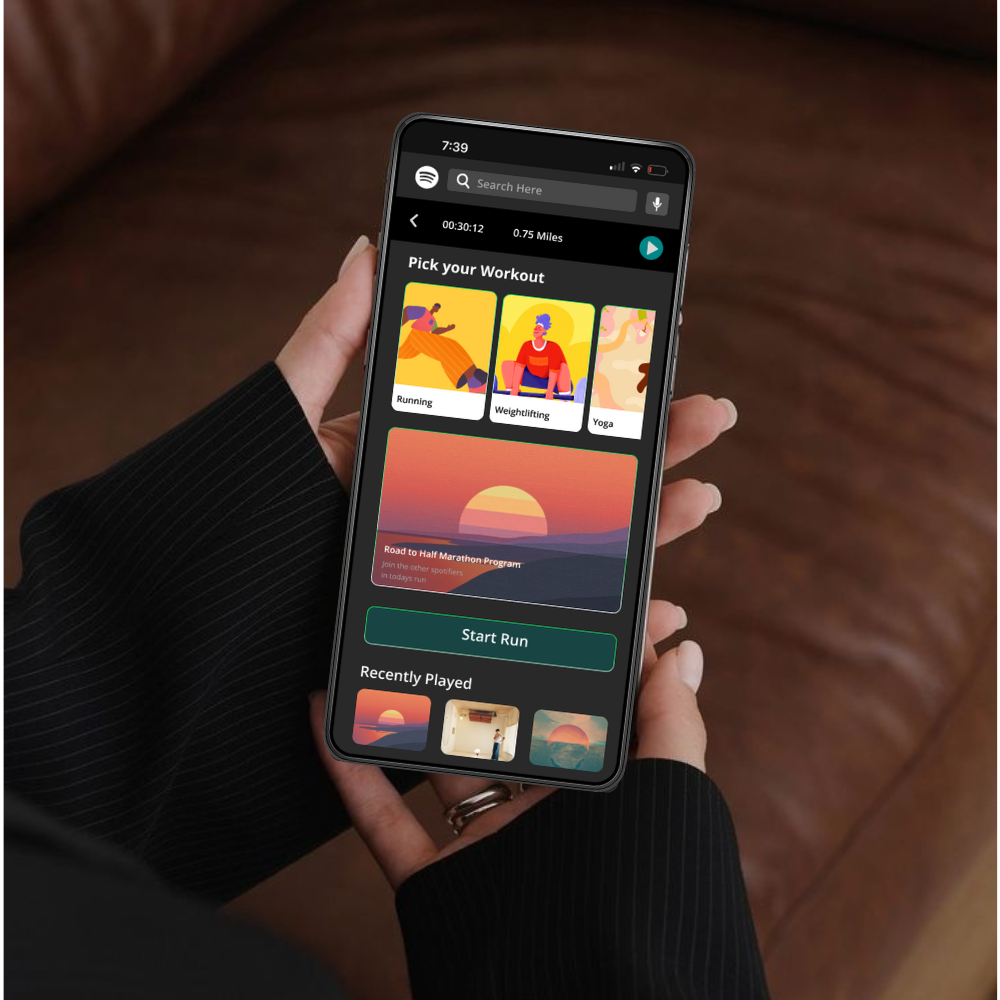 7:39
Search Here
00:30:12 0.75 Miles
Pick your Workout
Running
Weightlifting
Yoga
Road to Half Marathon Program
Join the other spotifiers
in todays run
Start Run
Recently Played